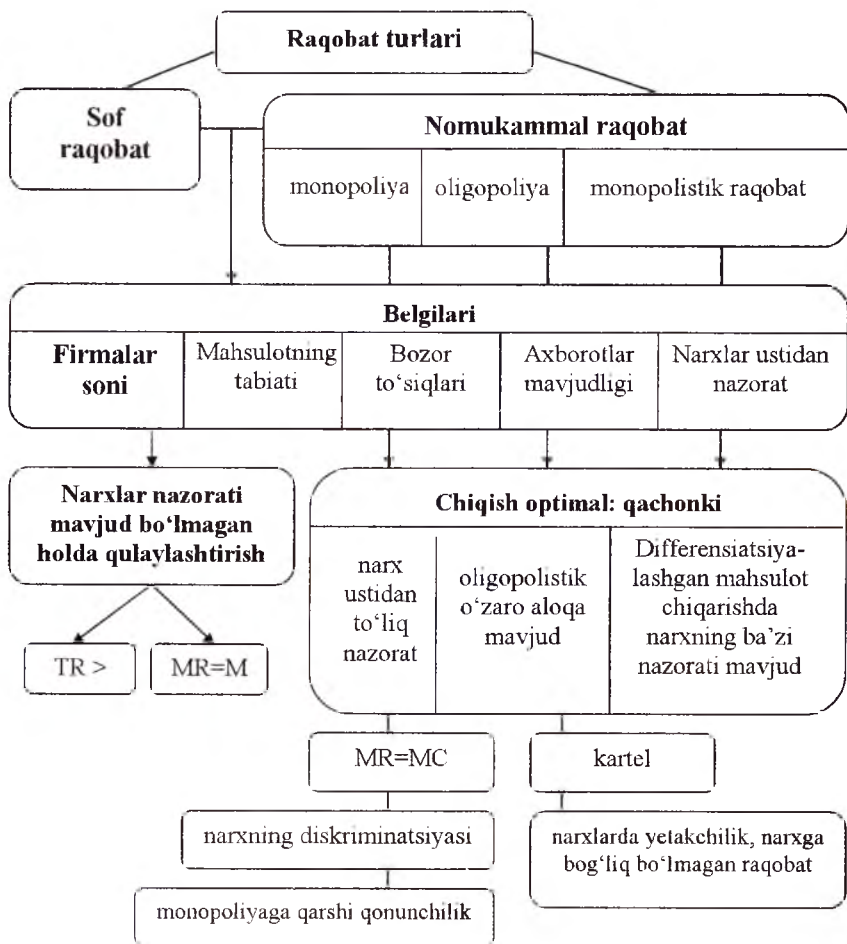 Raqobat turlari
Sof
raqobat
Nomukammal raqobat
monopoliya
oligopoliya
monopolistik raqobat
Belgilari
Firmalar
soni
Mahsulotning
tabiati
Bozor
to‘siqlari
Axborotlar
mavjudligi
Narxlar ustidan
nazorat
Narxlar nazorati
mavjud bo‘lmagan
holda qulaylashtirish
TR >
MR=M
Chiqish optimal: qachonki
narx
ustidan
to‘liq
nazorat
oligopolistik
o‘zaro aloqa
mavjud
Differensiatsiya-
lashgan mahsulot
chiqarishda
narxning ba’zi
nazorati mavjud
MR=MC
narxning diskriminatsiyasi
monopoliyaga qarshi qonunchilik
kartel
narxlarda yetakchilik, narxga
bog‘liq bo‘lmagan raqobat